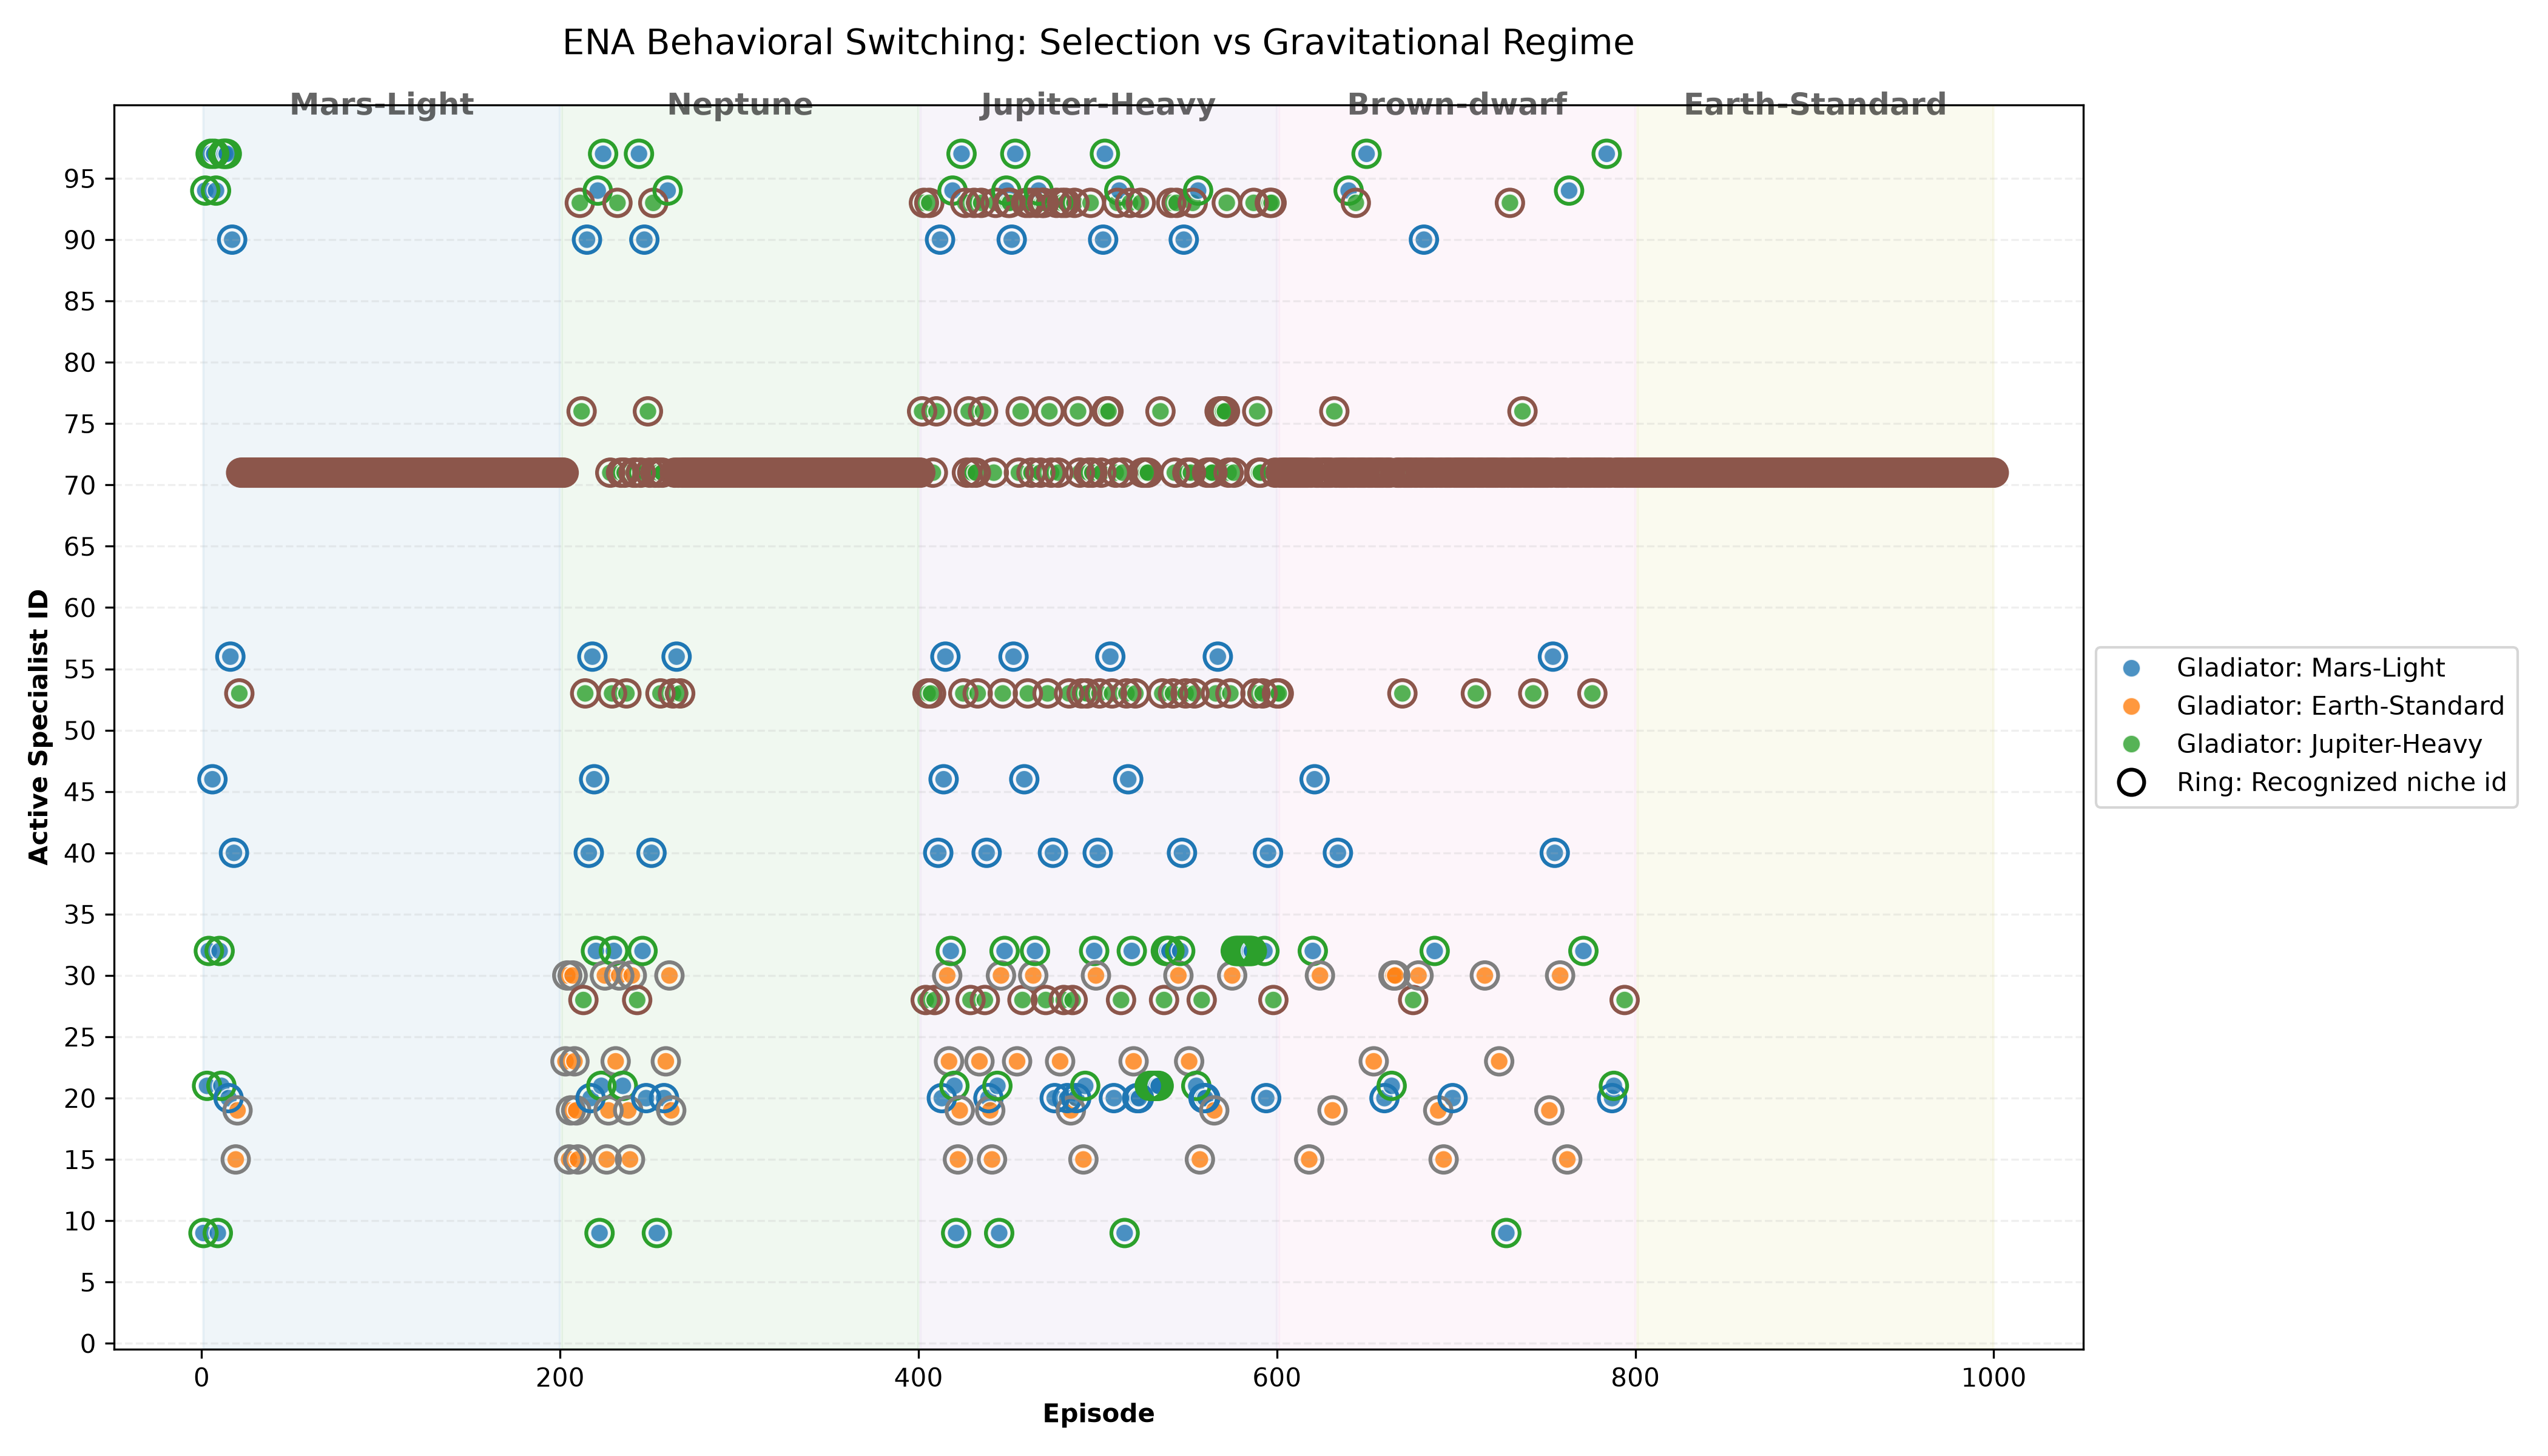 ENA Behavioral Switching: Selection vs Gravitational Regime
Mars-Light
Neptune
Jupiter-Heavy
Brown-dwarf
Earth-Standard
Active Specialist ID
95
90
85
80
75
70
65
60
55
50
45
40
35
30
25
20
15
10
5
0
0
200
400
600
800
1000
Episode
Gladiator: Mars-Light
Gladiator: Earth-Standard
Gladiator: Jupiter-Heavy
Ring: Recognized niche id